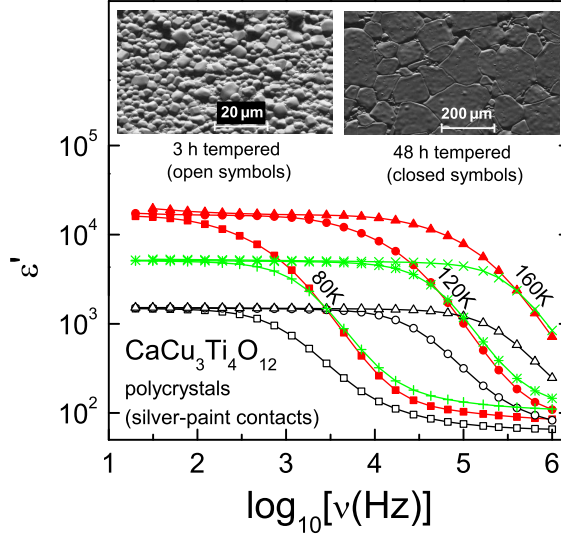 20 µm
200 µm
3 h tempered
(open symbols)
48 h tempered
(closed symbols)
10⁵
10⁴
10³
10²
ε'
80K
120K
160K
CaCu₃Ti₄O₁₂
polycrystals
(silver-paint contacts)
1 2 3 4 5 6
log₁₀[ν(Hz)]